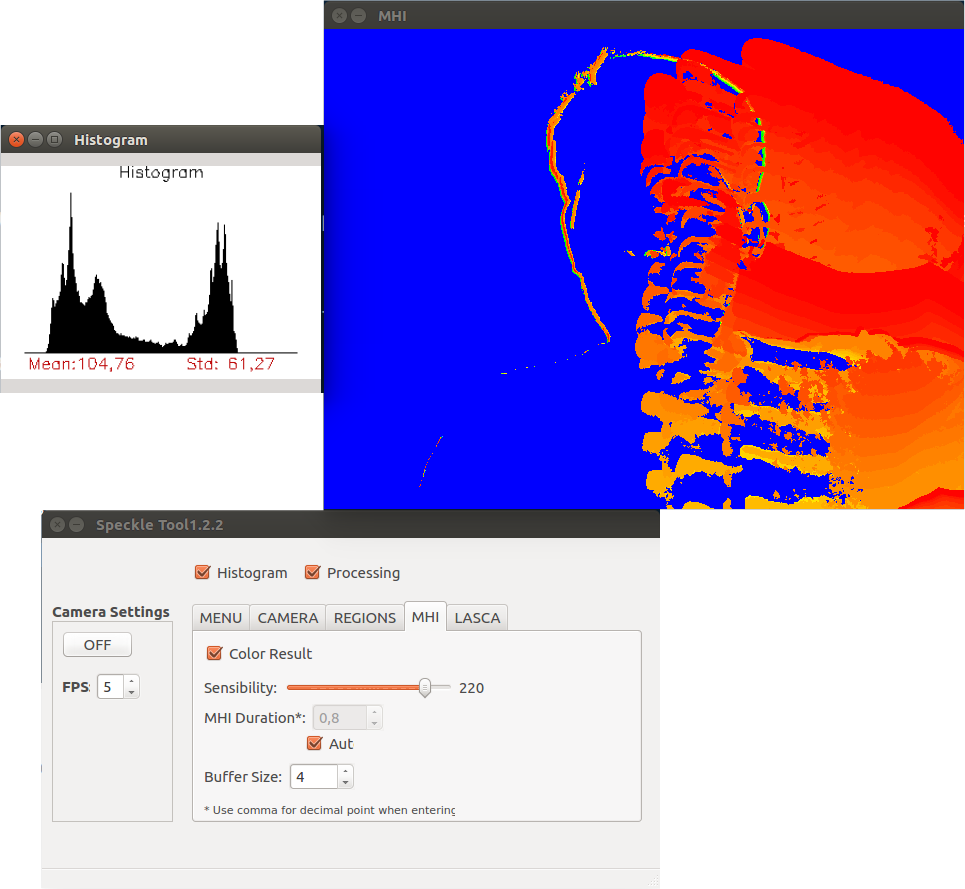 MHI
Histogram
Histogram
Mean:104,76 Std: 61,27
Speckle Tool1.2.2
Histogram Processing
Camera Settings
OFF
FPS: 5
MENU CAMERA REGIONS MHI LASCA
Color Result
Sensibility: 220
MHI Duration*: 0,8
Aut
Buffer Size: 4
* Use comma for decimal point when entering